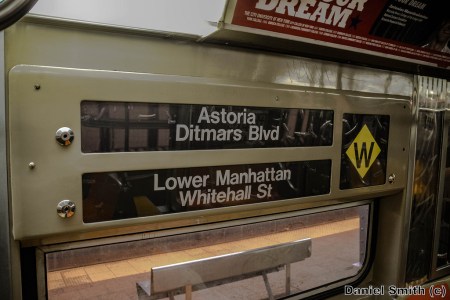 DREAM
Astoria
Ditmars Blvd
Lower Manhattan
Whitehall St
W
Daniel Smith (c)